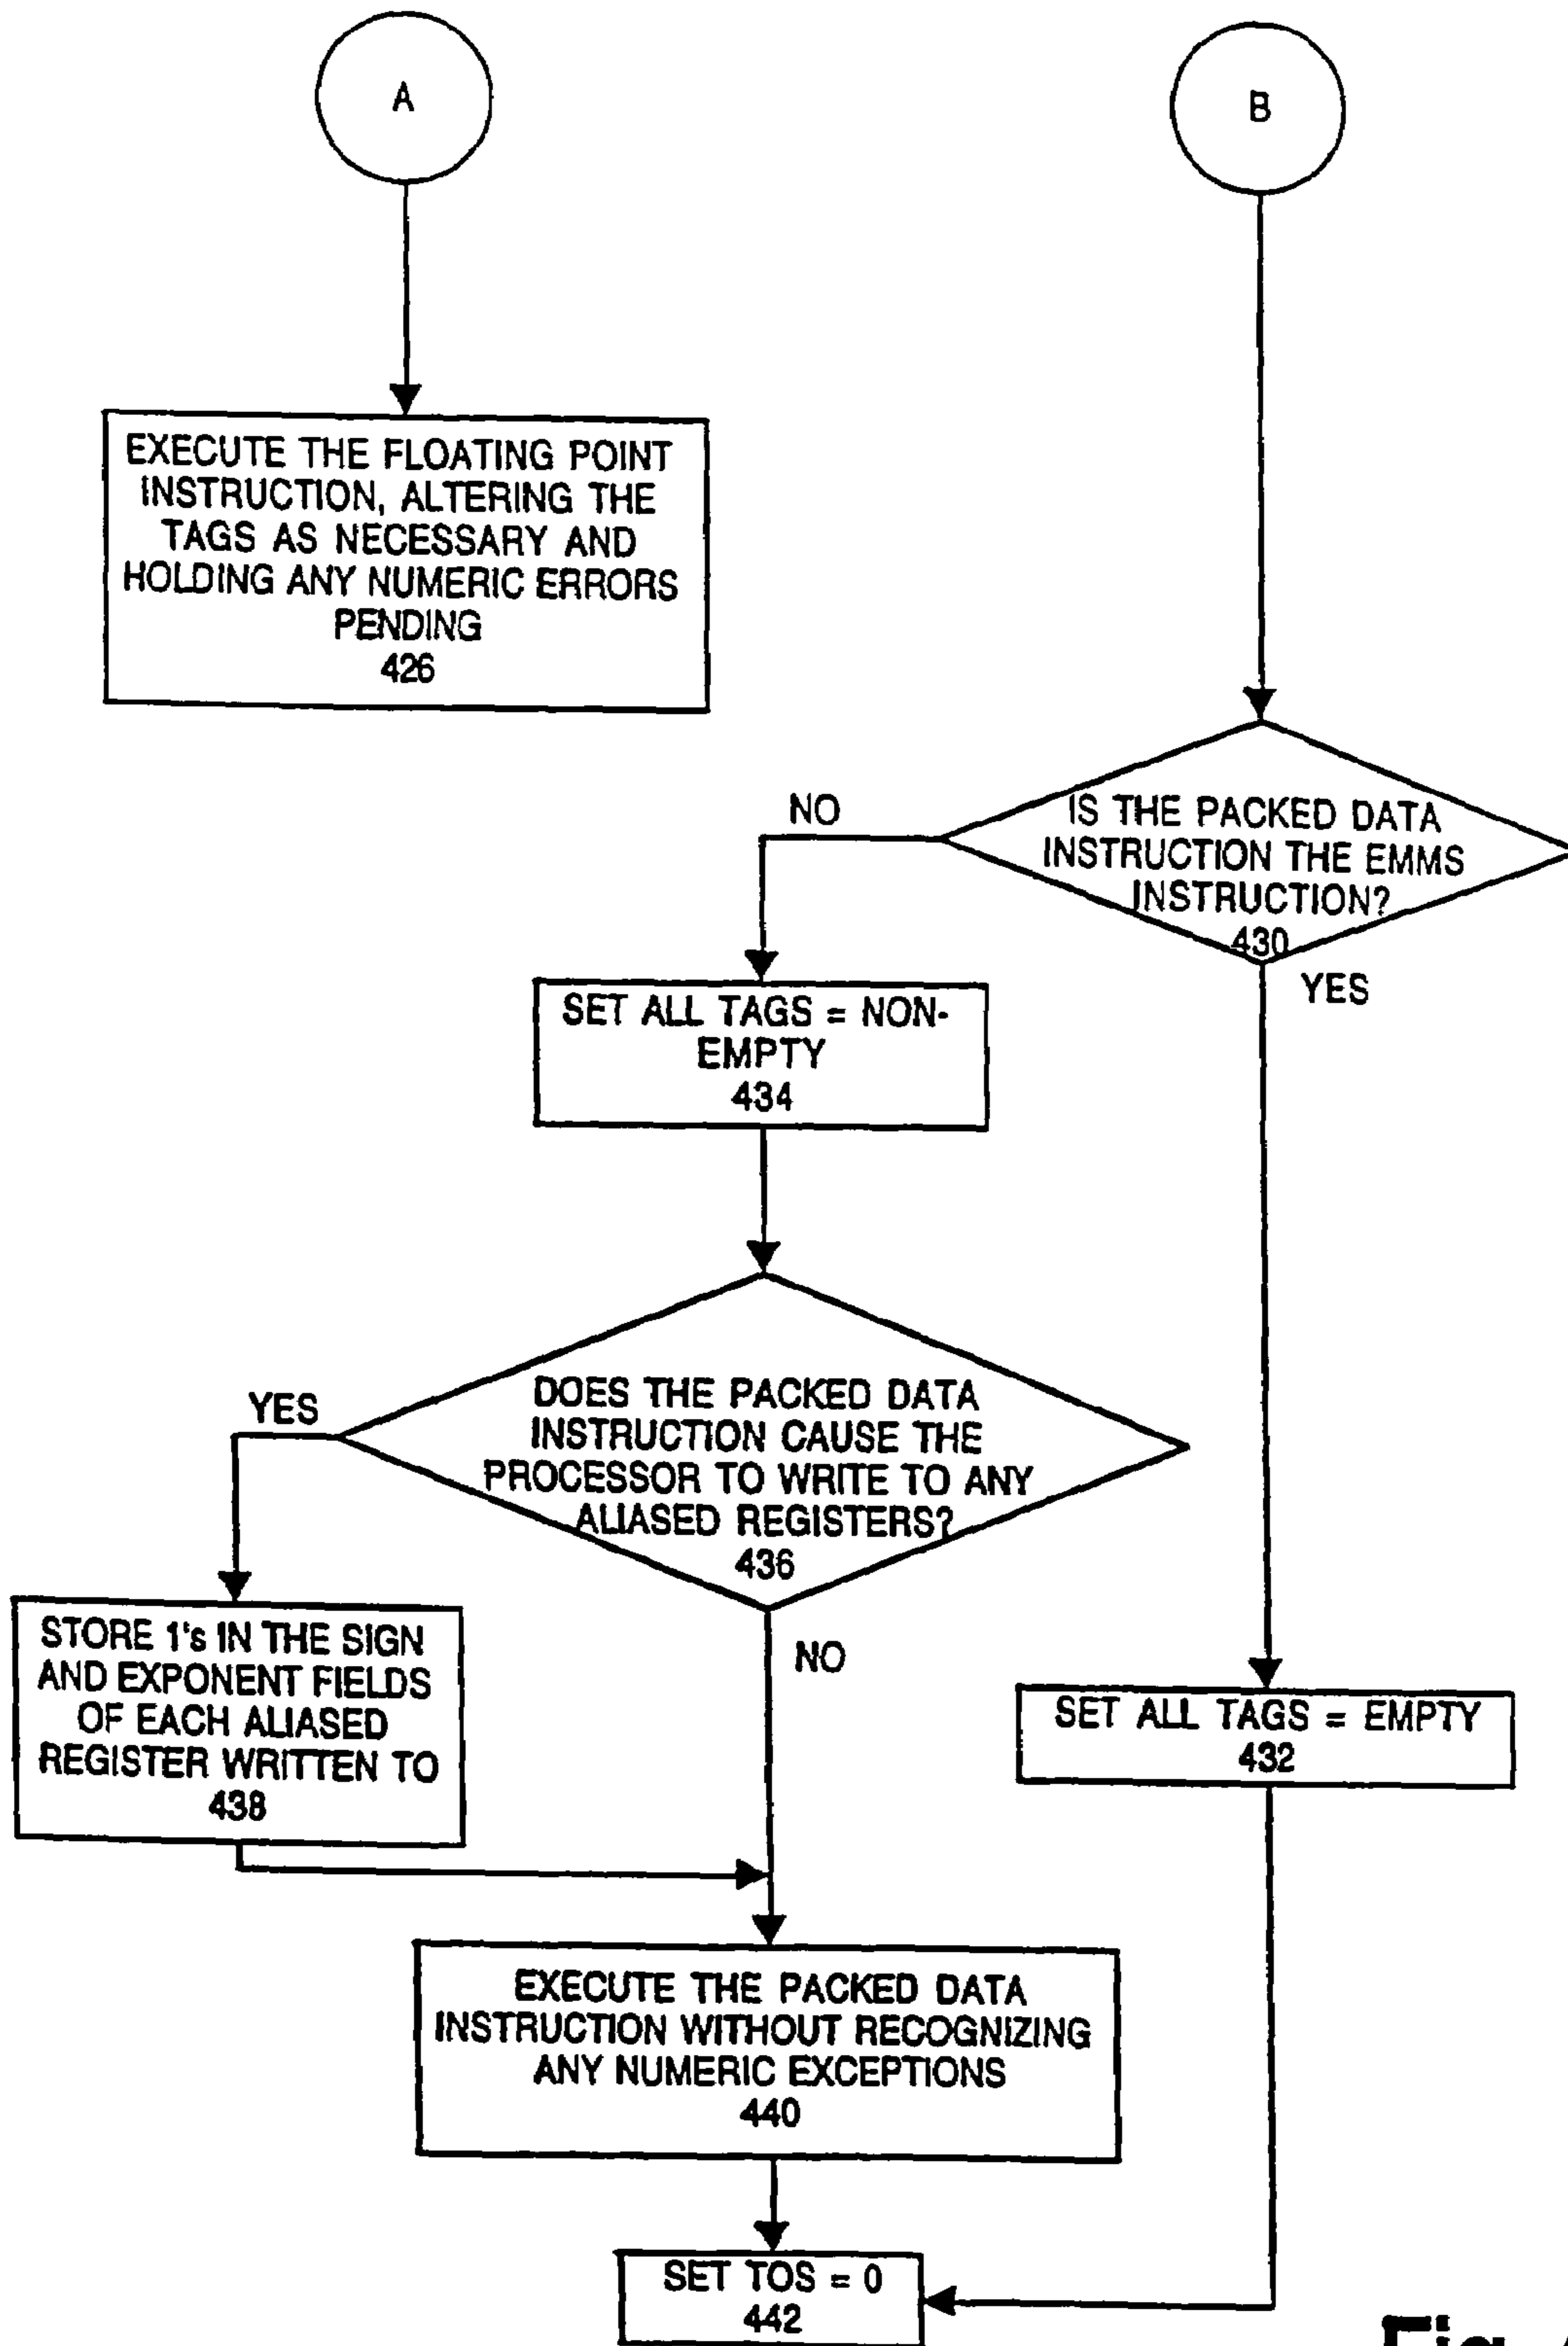 A
B
EXECUTE THE FLOATING POINT
INSTRUCTION, ALTERING THE
TAGS AS NECESSARY AND
HOLDING ANY NUMERIC ERRORS
PENDING
426
IS THE PACKED DATA
INSTRUCTION THE EMMS
INSTRUCTION?
430
NO
YES
SET ALL TAGS = NON-
EMPTY
434
DOES THE PACKED DATA
INSTRUCTION CAUSE THE
PROCESSOR TO WRITE TO ANY
ALIASED REGISTERS?
436
YES
NO
STORE 1's IN THE SIGN
AND EXPONENT FIELDS
OF EACH ALIASED
REGISTER WRITTEN TO
438
SET ALL TAGS = EMPTY
432
EXECUTE THE PACKED DATA
INSTRUCTION WITHOUT RECOGNIZING
ANY NUMERIC EXCEPTIONS
440
SET TOS = 0
442